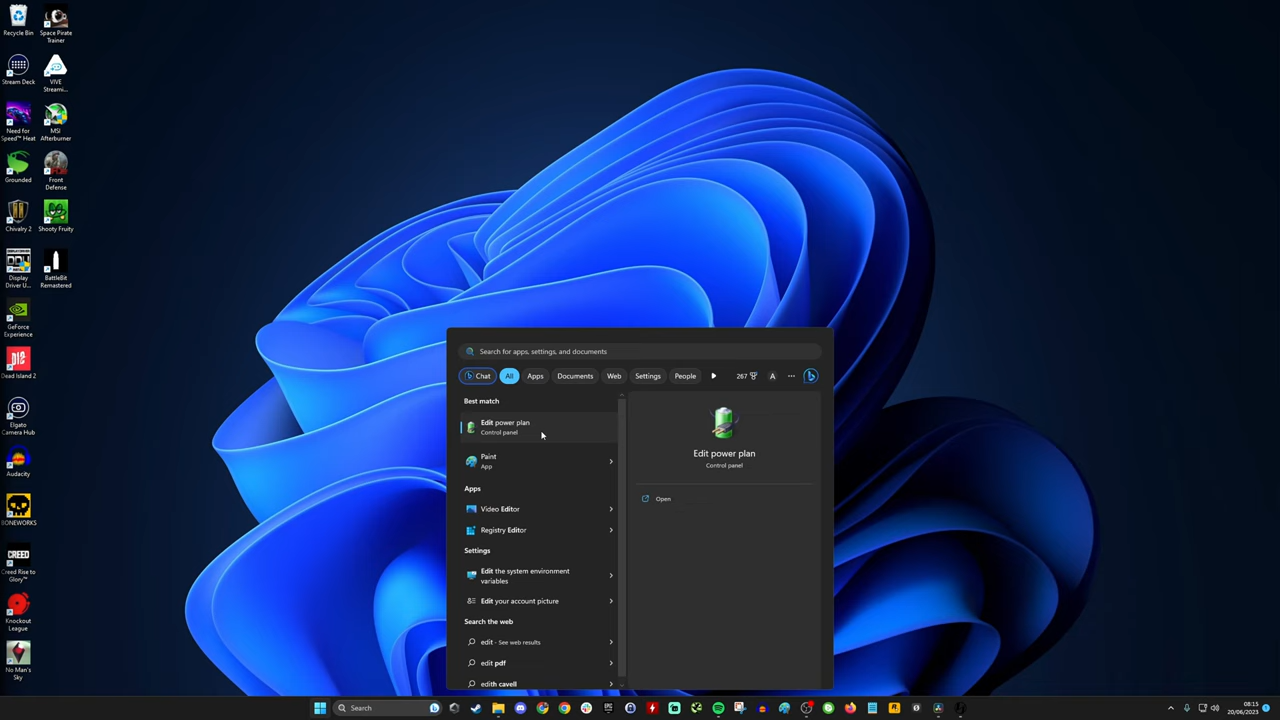 Recycle Bin
Space Pirate
Trainer
Stream Deck
VIVE
Streami...
Need for
Speed™ Heat
MSI
Afterburner
Grounded
Front
Defense
Chivalry 2
Shooty Fruity
Display
Driver U...
BattleBit
Remastered
GeForce
Experience
Dead Island 2
Elgato
Camera Hub
Audacity
BONEWORKS
Creed Rise to
Glory™
Knockout
League
No Man's
Sky
Search for apps, settings, and documents
Chat All Apps Documents Web Settings People 267 A ...
Best match
Edit power plan
Control panel
Paint
App
Apps
Video Editor
Registry Editor
Settings
Edit the system environment
variables
Edit your account picture
Search the web
edit - See web results
edit pdf
edith cavell
Edit power plan
Control panel
Open
Search
08:15
20/06/2023